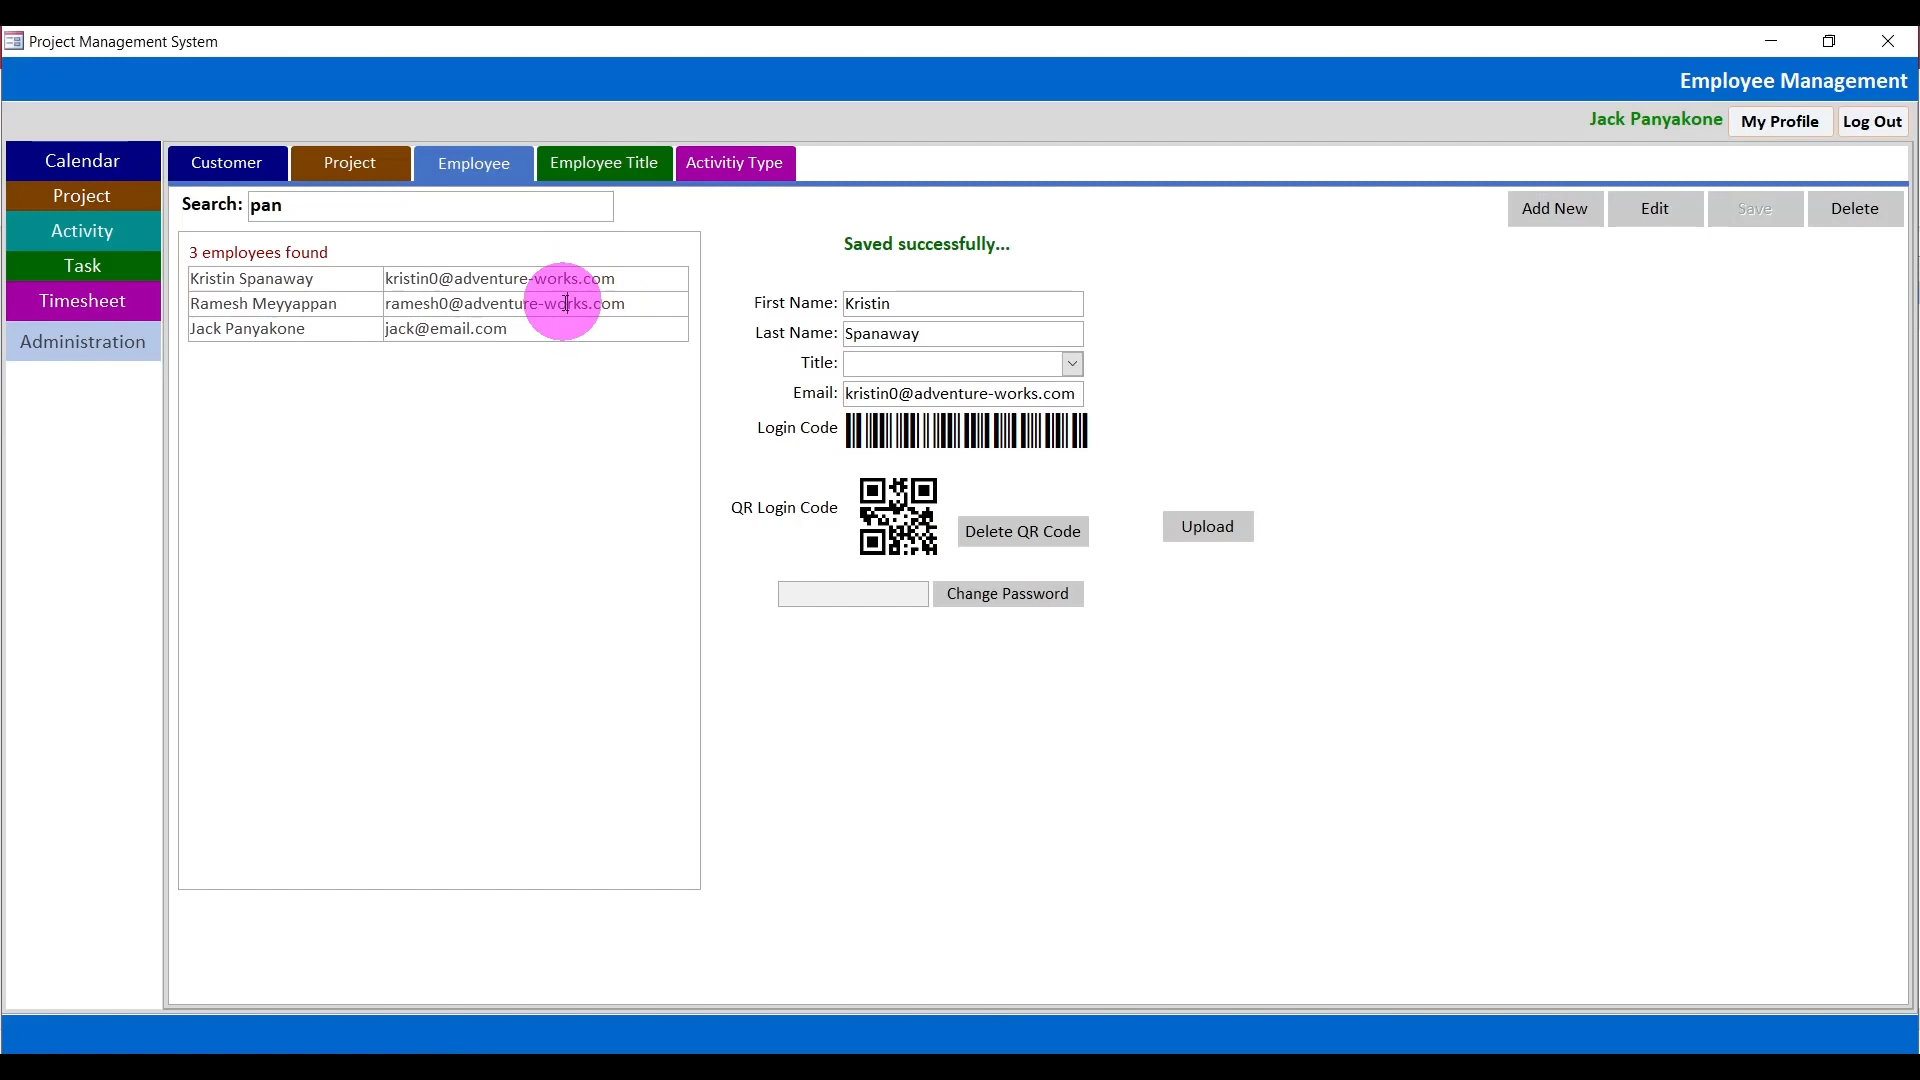 Project Management System
Employee Management
Jack Panyakone My Profile Log Out
Calendar
Project
Activity
Task
Timesheet
Administration
Customer Project Employee Employee Title Activitiy Type
Search: pan
Add New Edit Save Delete
3 employees found
Kristin Spanaway kristin0@adventure-works.com
Ramesh Meyyappan ramesh0@adventure-works.com
Jack Panyakone jack@email.com
Saved successfully...
First Name: Kristin
Last Name: Spanaway
Title:
Email: kristin0@adventure-works.com
Login Code
QR Login Code
Delete QR Code
Upload
Change Password